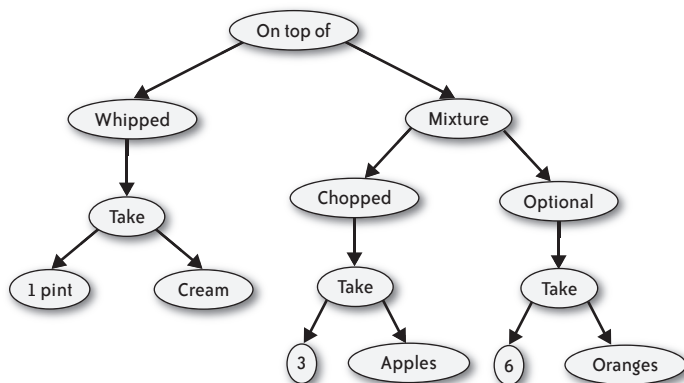 On top of
Whipped
Mixture
Chopped
Optional
Take
1 pint
Cream
Take
Take
3
Apples
6
Oranges